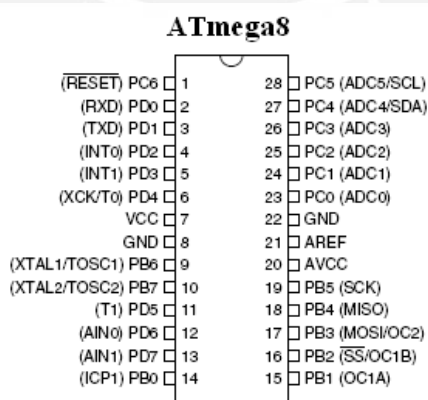 ATmega8
(RESET) PC6 1 28 PC5 (ADC5/SCL)
(RXD) PD0 2 27 PC4 (ADC4/SDA)
(TXD) PD1 3 26 PC3 (ADC3)
(INT0) PD2 4 25 PC2 (ADC2)
(INT1) PD3 5 24 PC1 (ADC1)
(XCK/T0) PD4 6 23 PC0 (ADC0)
VCC 7 22 GND
GND 8 21 AREF
(XTAL1/TOSC1) PB6 9 20 AVCC
(XTAL2/TOSC2) PB7 10 19 PB5 (SCK)
(T1) PD5 11 18 PB4 (MISO)
(AIN0) PD6 12 17 PB3 (MOSI/OC2)
(AIN1) PD7 13 16 PB2 (SS/OC1B)
(ICP1) PB0 14 15 PB1 (OC1A)